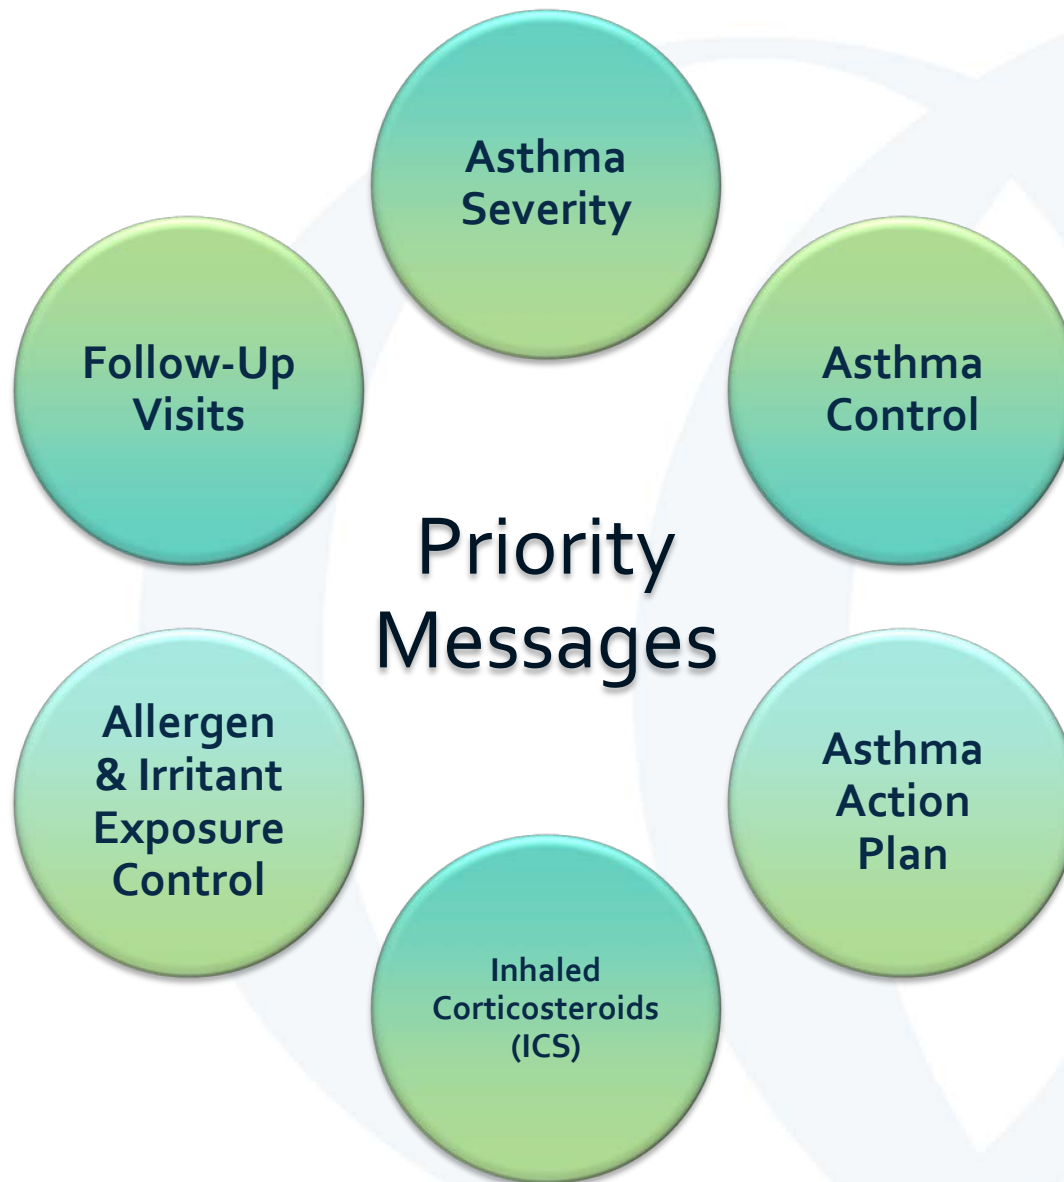 Asthma
Severity
Asthma
Control
Asthma
Action
Plan
Inhaled
Corticosteroids
(ICS)
Allergen
& Irritant
Exposure
Control
Follow-Up
Visits
Priority
Messages